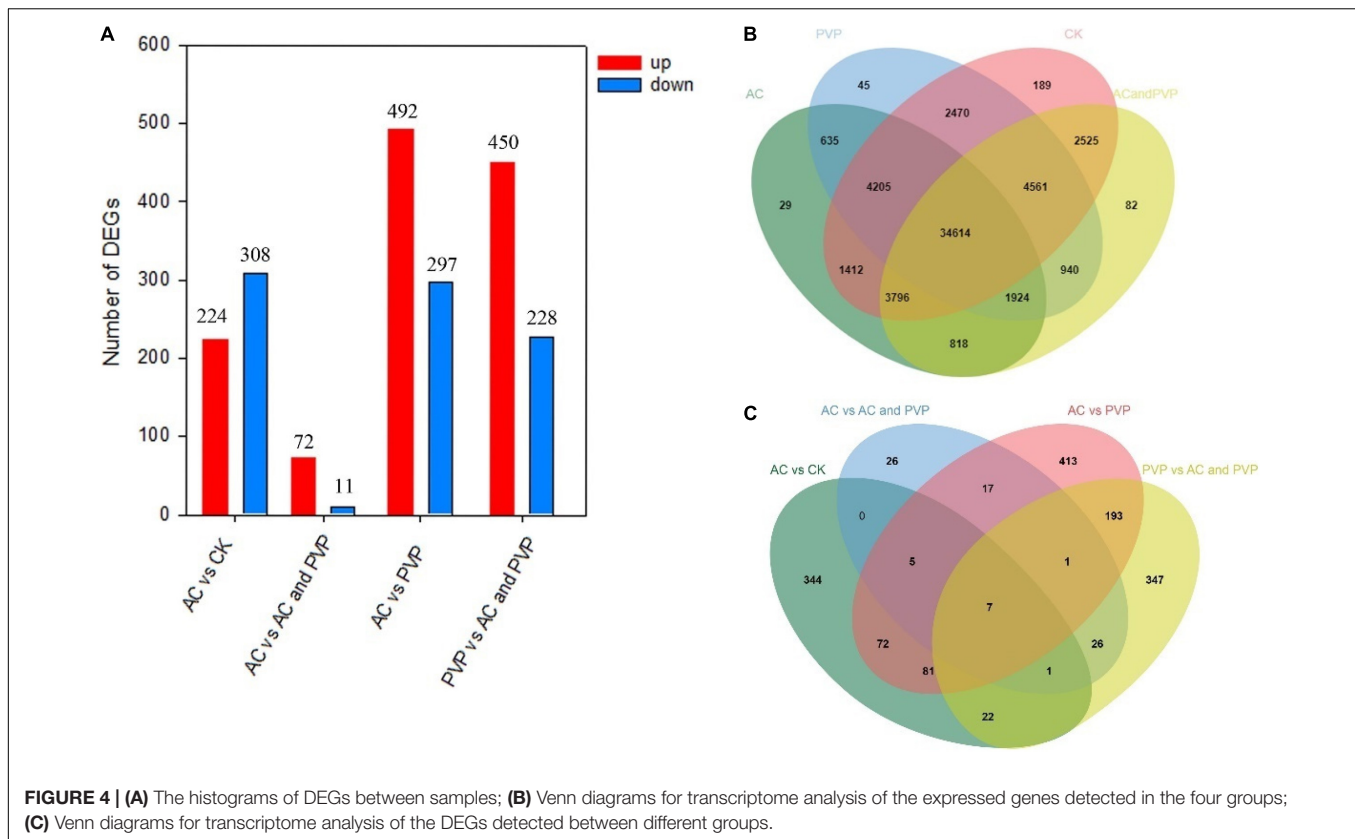 A
600
500
400
300
200
100
0
Number of DEGs
up
down
224
308
72
11
492
297
450
228
AC vs CK
AC vs AC and PVP
AC vs PVP
PVP vs AC and PVP
B
PVP
CK
AC
ACandPVP
45
189
635
2470
2525
29
4205
4561
82
34614
1412
940
3796
1924
818
C
AC vs AC and PVP
AC vs PVP
AC vs CK
PVP vs AC and PVP
26
413
0
17
193
344
5
1
347
7
72
26
81
1
22
FIGURE 4 | (A) The histograms of DEGs between samples; (B) Venn diagrams for transcriptome analysis of the expressed genes detected in the four groups;
(C) Venn diagrams for transcriptome analysis of the DEGs detected between different groups.